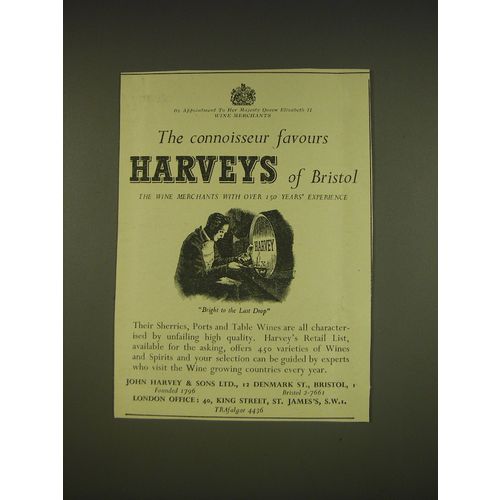 By Appointment To Her Majesty Queen Elizabeth II
WINE MERCHANTS
The connoisseur favours
HARVEYS of Bristol
THE WINE MERCHANTS WITH OVER 150 YEARS' EXPERIENCE
HARVEY
"Bright to the Last Drop"
Their Sherries, Ports and Table Wines are all character-
ised by unfailing high quality. Harvey's Retail List,
available for the asking, offers 450 varieties of Wines
and Spirits and your selection can be guided by experts
who visit the Wine growing countries every year.
JOHN HARVEY & SONS LTD., 12 DENMARK ST., BRISTOL, 1
Founded 1796 Bristol 2-7661
LONDON OFFICE: 40, KING STREET, ST. JAMES'S, S.W.1.
TRAfalgar 4436